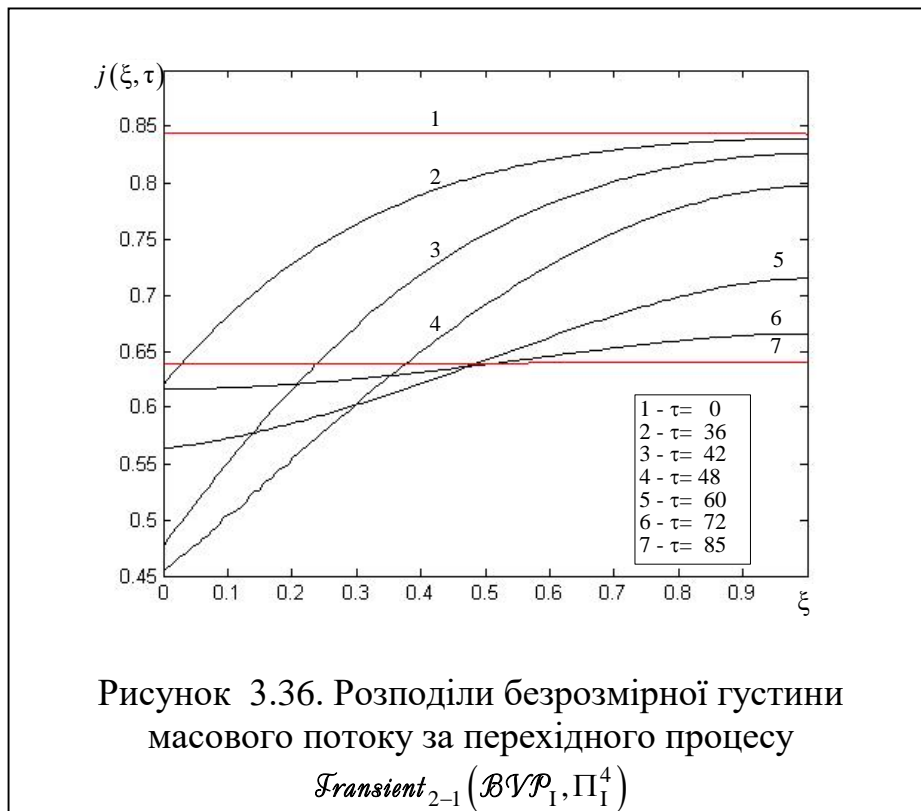 j(ξ,τ)
0.85
0.8
0.75
0.7
0.65
0.6
0.55
0.5
0.45
1
2
3
4
5
6
7
1 - τ= 0
2 - τ= 36
3 - τ= 42
4 - τ= 48
5 - τ= 60
6 - τ= 72
7 - τ= 85
0 0.1 0.2 0.3 0.4 0.5 0.6 0.7 0.8 0.9 ξ
Рисунок 3.36. Розподіли безрозмірної густини
масового потоку за перехідного процесу
𝒯𝓇𝒶𝓃𝓈𝒾ℯ𝓃𝓉₂₋₁(ℬ𝒱𝒫_I, Π_I^4)